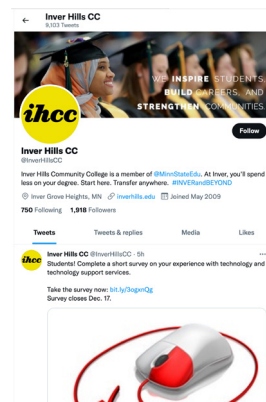 Inver Hills CC
9,103 Tweets
WE INSPIRE STUDENTS,
BUILD CAREERS, AND
STRENGTHEN COMMUNITIES.
ihcc
Follow
Inver Hills CC
@InverHillsCC
Inver Hills Community College is a member of @MinnStateEdu. At Inver, you'll spend
less on your degree. Start here. Transfer anywhere. #INVERandBEYOND
Inver Grove Heights, MN inverhills.edu Joined May 2009
750 Following 1,918 Followers
Tweets Tweets & replies Media Likes
ihcc
Inver Hills CC @InverHillsCC · 5h
Students! Complete a short survey on your experience with technology and
technology support services.
Take the survey now: bit.ly/3ogxnQg
Survey closes Dec. 17.